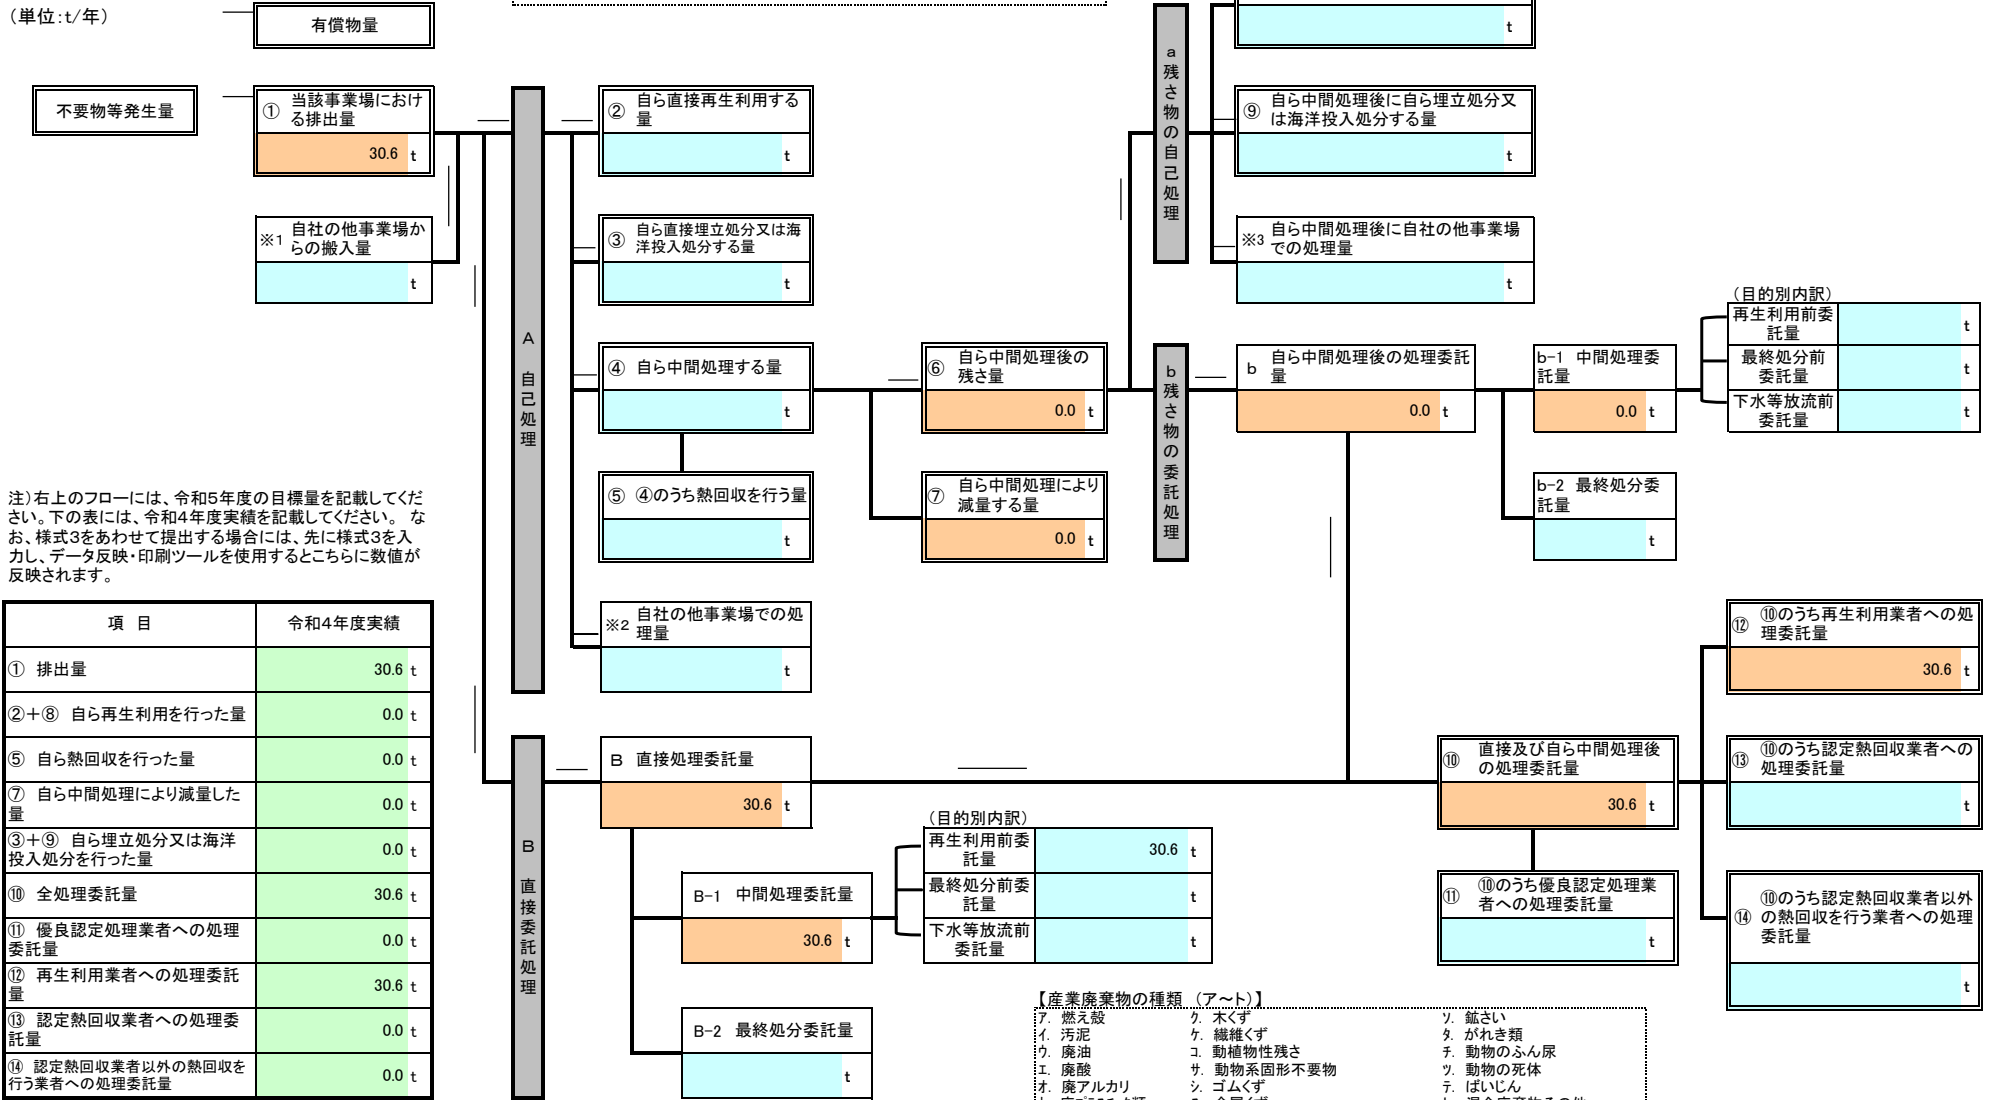 （単位：t/年）
有償物量
不要物等発生量
① 当該事業場におけ
る排出量
30.6 t
※1 自社の他事業場か
らの搬入量
t
A 自己処理
② 自ら直接再生利用する
量
t
③ 自ら直接埋立処分又は海
洋投入処分する量
t
④ 自ら中間処理する量
t
⑤ ④のうち熱回収を行う量
t
※2 自社の他事業場での処
理量
t
⑥ 自ら中間処理後の
残さ量
0.0 t
⑦ 自ら中間処理により
減量する量
0.0 t
a 残さ物の自己処理
t
⑨ 自ら中間処理後に自ら埋立処分又
は海洋投入処分する量
t
※3 自ら中間処理後に自社の他事業場
での処理量
t
b 残さ物の委託処理
b 自ら中間処理後の処理委託
量
0.0 t
b-1 中間処理委
託量
0.0 t
b-2 最終処分委
託量
t
（目的別内訳）
再生利用前委
託量
t
最終処分前
委託量
t
下水等放流前
委託量
t
注）右上のフローには、令和5年度の目標量を記載してくだ
さい。下の表には、令和4年度実績を記載してください。 な
お、様式3をあわせて提出する場合には、先に様式3を入
力し、データ反映・印刷ツールを使用するとこちらに数値が
反映されます。
項 目 令和4年度実績
① 排出量 30.6 t
②＋⑧ 自ら再生利用を行った量 0.0 t
⑤ 自ら熱回収を行った量 0.0 t
⑦ 自ら中間処理により減量した
量 0.0 t
③＋⑨ 自ら埋立処分又は海洋
投入処分を行った量 0.0 t
⑩ 全処理委託量 30.6 t
⑪ 優良認定処理業者への処理
委託量 0.0 t
⑫ 再生利用業者への処理委託
量 30.6 t
⑬ 認定熱回収業者への処理委
託量 0.0 t
⑭ 認定熱回収業者以外の熱回収を
行う業者への処理委託量 0.0 t
B 直接委託処理
B 直接処理委託量
30.6 t
B-1 中間処理委託量
30.6 t
B-2 最終処分委託量
t
（目的別内訳）
再生利用前委
託量
30.6 t
最終処分前委
託量
t
下水等放流前
委託量
t
⑩ 直接及び自ら中間処理後
の処理委託量
30.6 t
⑪ ⑩のうち優良認定処理業
者への処理委託量
t
⑫ ⑩のうち再生利用業者への処
理委託量
30.6 t
⑬ ⑩のうち認定熱回収業者への
処理委託量
t
⑭ ⑩のうち認定熱回収業者以外
の熱回収を行う業者への処理
委託量
t
【産業廃棄物の種類 （ア～ト）】
ア. 燃え殻 ク. 木くず ソ. 鉱さい
イ. 汚泥 ケ. 繊維くず タ. がれき類
ウ. 廃油 コ. 動植物性残さ チ. 動物のふん尿
エ. 廃酸 サ. 動物系固形不要物 ツ. 動物の死体
オ. 廃アルカリ シ. ゴムくず テ. ばいじん